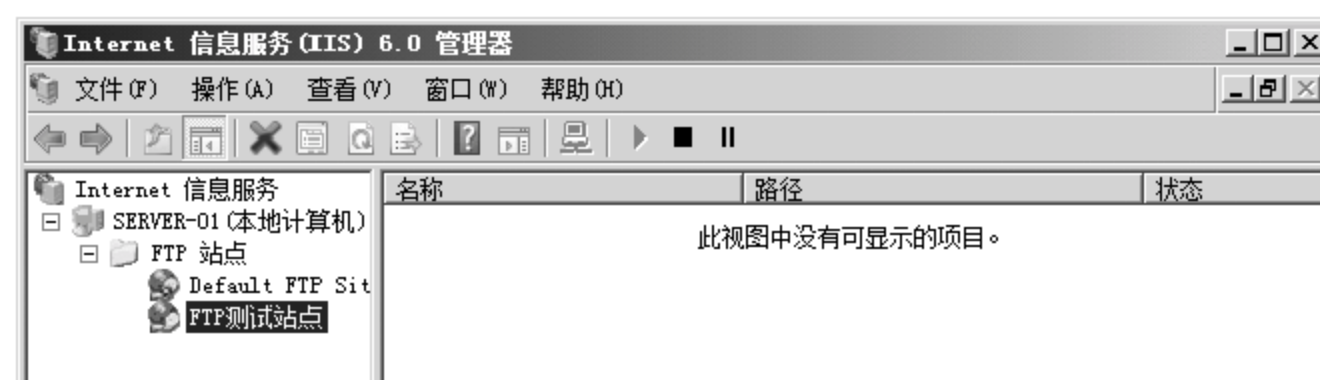 Internet 信息服务(IIS) 6.0 管理器
文件(F) 操作(A) 查看(V) 窗口(W) 帮助(H)
Internet 信息服务
名称 路径 状态
SERVER-01(本地计算机)
此视图中没有可显示的项目。
FTP 站点
Default FTP Sit
FTP测试站点